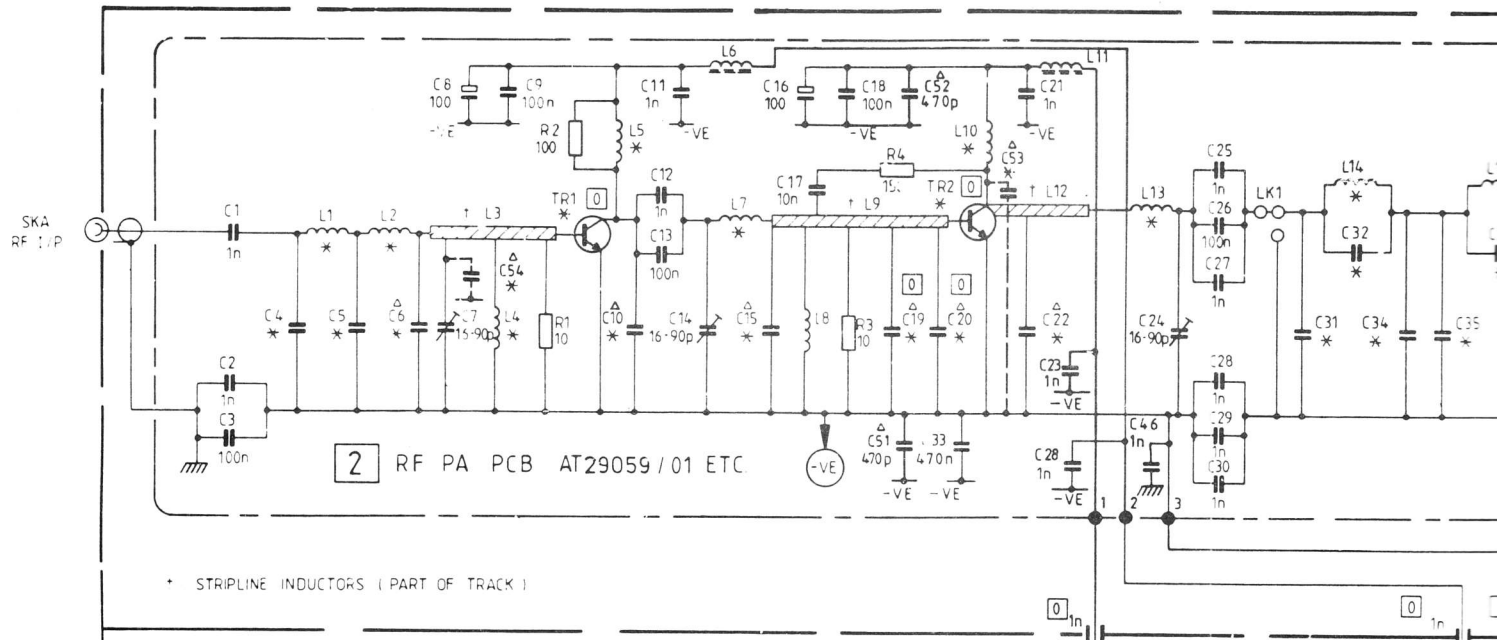 L6
L11
C8
100
C9
100n
C11
1n
C16
100
C18
100n
Δ
C52
470p
C21
1n
-VE
-VE
-VE
R2
100
L5
*
L10
*
Δ
C53
*
R4
C17
10n
C12
1n
C13
100n
TR1
*
0
TR2
*
0
† L12
C25
1n
C26
100n
C27
1n
LK1
L13
*
L14
*
C32
*
SKA
RF I/P
C1
1n
L1
*
L2
*
† L3
L7
*
† L9
C54
*
C4
*
C5
*
Δ
C6
*
C7
16-90p
L4
*
R1
10
Δ
C10
*
C14
16-90p
Δ
C15
*
L8
R3
10
0
Δ
C19
*
0
Δ
C20
*
Δ
C22
*
C24
16-90p
C31
*
C34
*
C35
*
C23
1n
-VE
C2
1n
C3
100n
C28
1n
C29
1n
C30
1n
2 RF PA PCB AT29059/01 ETC.
-VE
Δ
C51
470p
-VE
33
470n
-VE
C28
1n
-VE
C46
1n
1
2
3
† STRIPLINE INDUCTORS (PART OF TRACK)
0
1n
0
1n